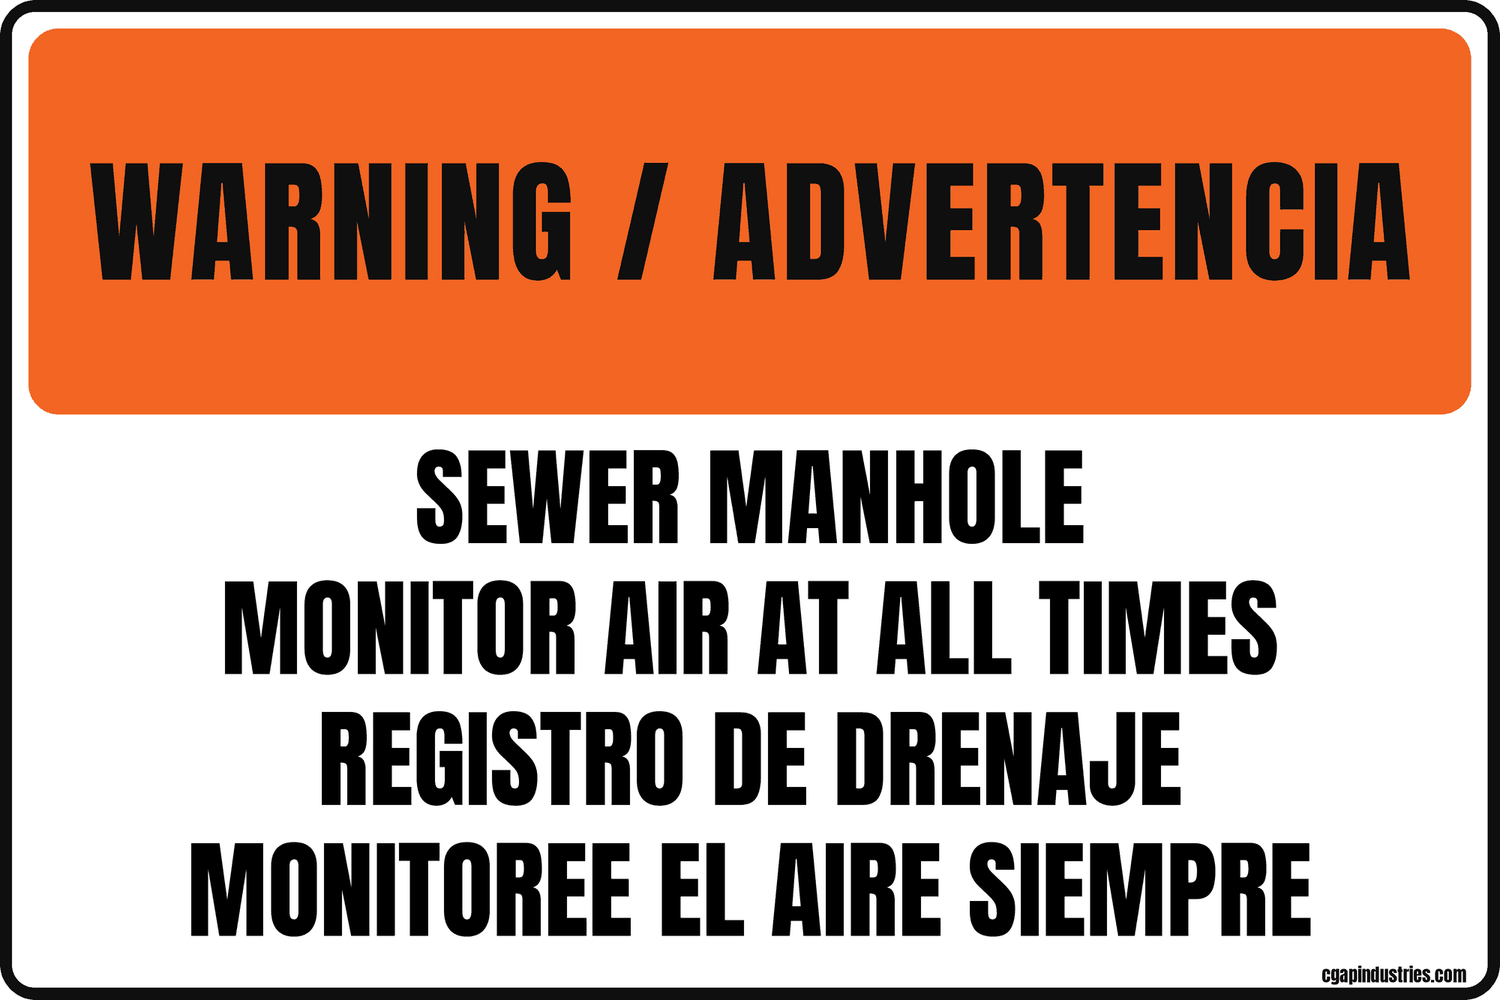 WARNING / ADVERTENCIA
SEWER MANHOLE
MONITOR AIR AT ALL TIMES
REGISTRO DE DRENAJE
MONITOREE EL AIRE SIEMPRE
cgapindustries.com